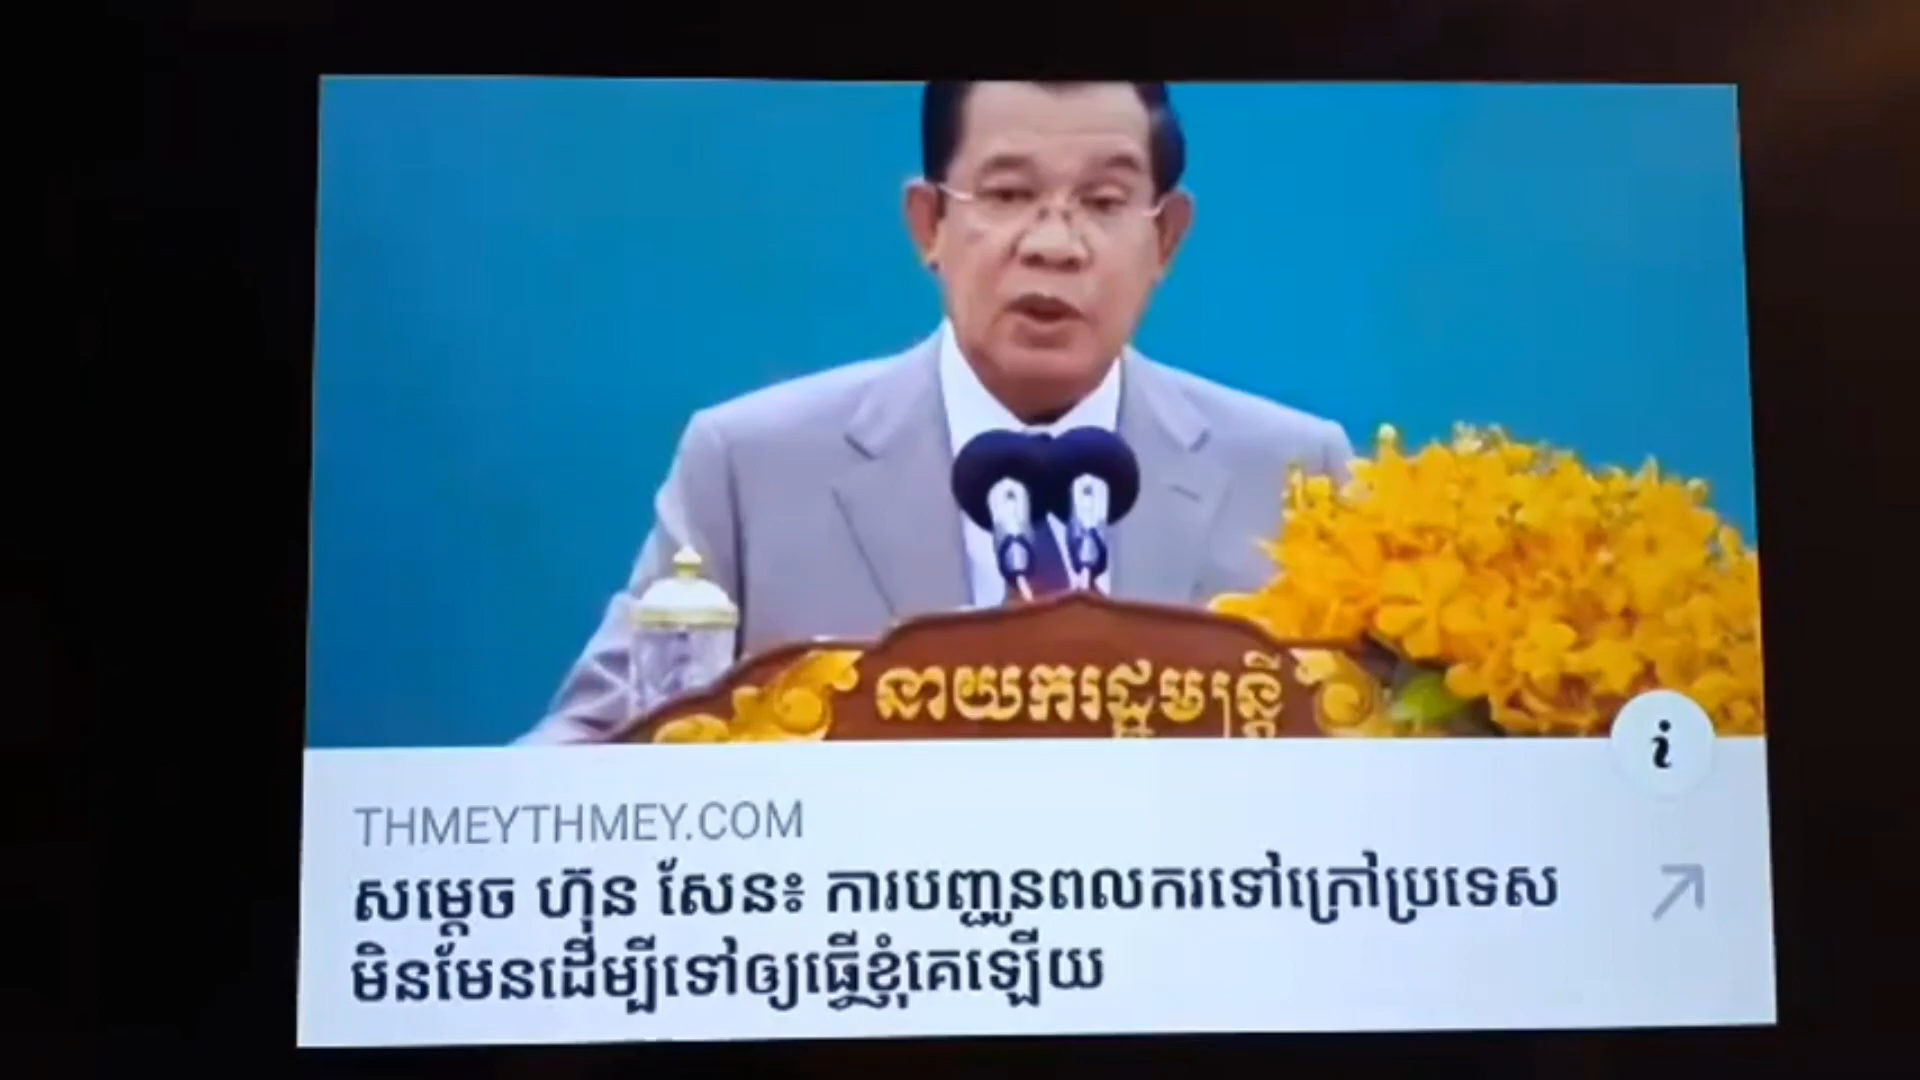 នាយករដ្ឋមន្ត្រី
i
THMEYTHMEY.COM
សម្ដេច ហ៊ុន សែន៖ ការបញ្ជូនពលករទៅក្រៅប្រទេស
មិនមែនដើម្បីទៅឲ្យធ្វើខ្ញុំគេឡើយ